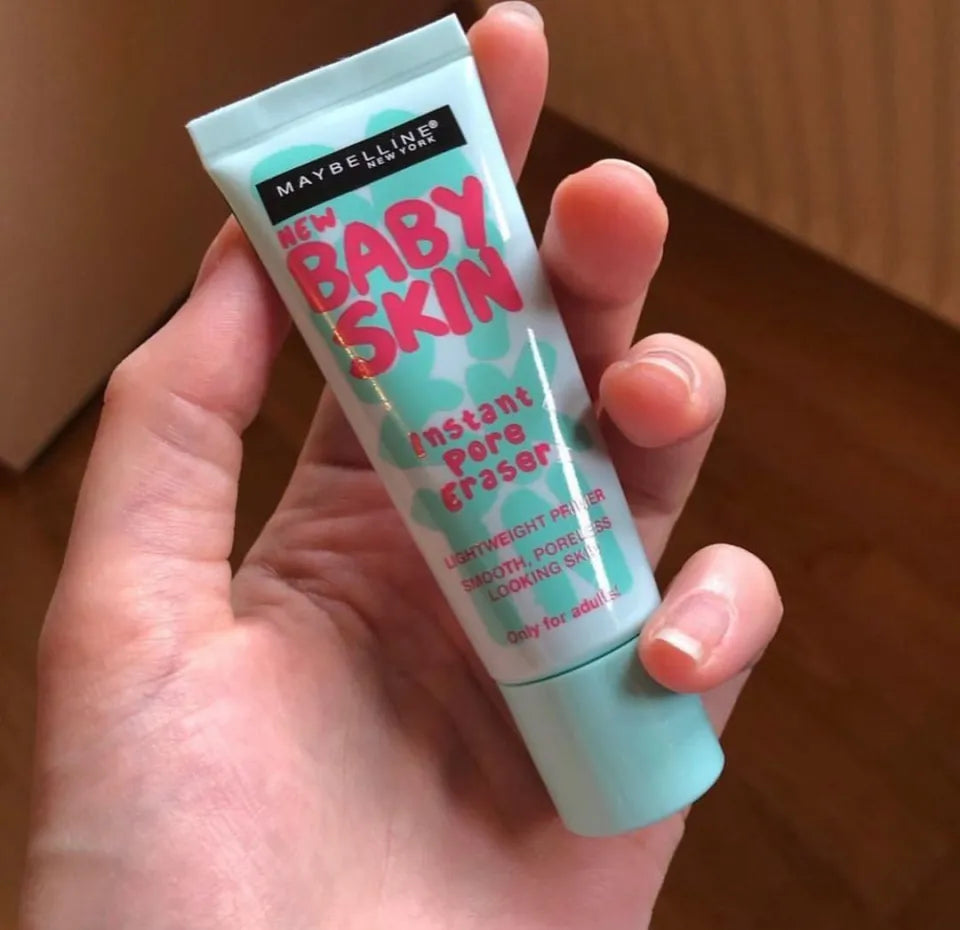 MAYBELLINE®
NEW YORK
NEW
BABY
SKIN
Instant
Pore
Eraser
LIGHTWEIGHT PRIMER
SMOOTH, PORELESS
LOOKING SKIN
Only for adults!